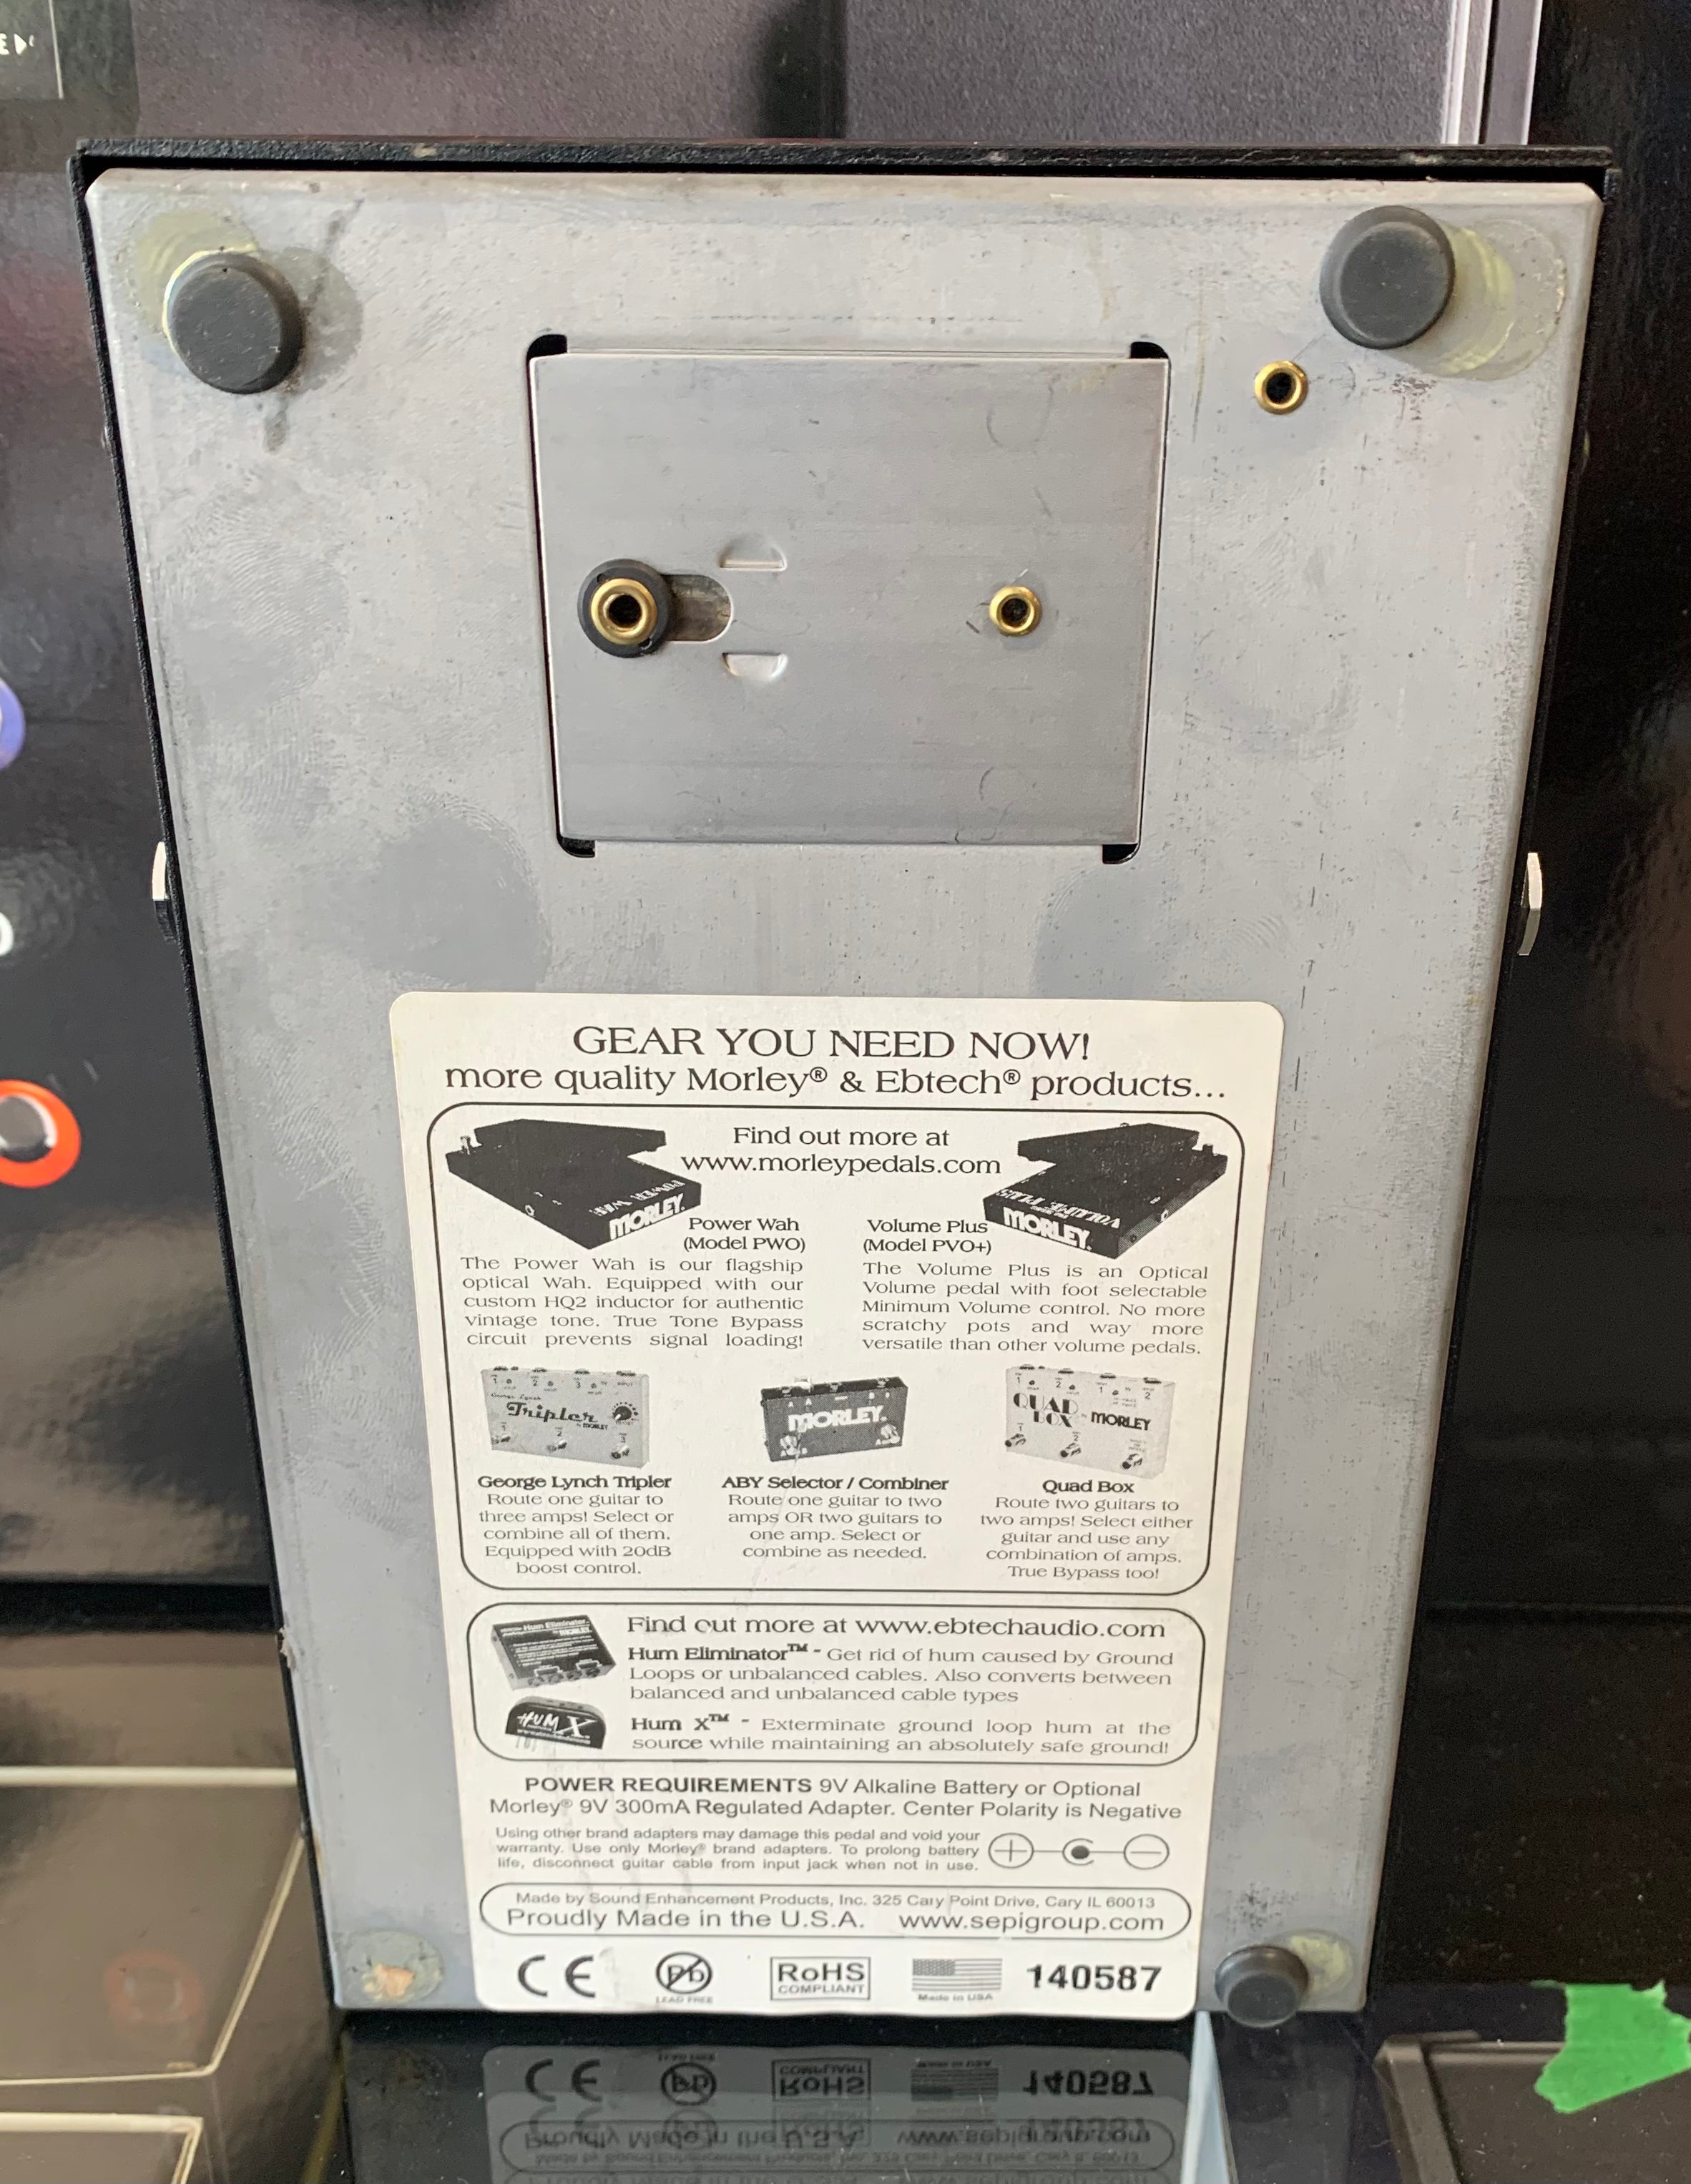 GEAR YOU NEED NOW!
more quality Morley® & Ebtech® products...
Find out more at
www.morleypedals.com
POWER WAH
MORLEY
VOLUME PLUS
MORLEY
Power Wah
(Model PWO)
The Power Wah is our flagship
optical Wah. Equipped with our
custom HQ2 inductor for authentic
vintage tone. True Tone Bypass
circuit prevents signal loading!
Volume Plus
(Model PVO+)
The Volume Plus is an Optical
Volume pedal with foot selectable
Minimum Volume control. No more
scratchy pots and way more
versatile than other volume pedals.
George Lynch
Tripler
by MORLEY
MORLEY
QUAD
BOX MORLEY
George Lynch Tripler
Route one guitar to
three amps! Select or
combine all of them.
Equipped with 20dB
boost control.
ABY Selector / Combiner
Route one guitar to two
amps OR two guitars to
one amp. Select or
combine as needed.
Quad Box
Route two guitars to
two amps! Select either
guitar and use any
combination of amps.
True Bypass too!
Hum Eliminator
by MORLEY
HUM X
Find out more at www.ebtechaudio.com
Hum Eliminator™ - Get rid of hum caused by Ground
Loops or unbalanced cables. Also converts between
balanced and unbalanced cable types
Hum X™ - Exterminate ground loop hum at the
source while maintaining an absolutely safe ground!
POWER REQUIREMENTS 9V Alkaline Battery or Optional
Morley® 9V 300mA Regulated Adapter. Center Polarity is Negative
Using other brand adapters may damage this pedal and void your
warranty. Use only Morley® brand adapters. To prolong battery
life, disconnect guitar cable from input jack when not in use.
Made by Sound Enhancement Products, Inc. 325 Cary Point Drive, Cary IL 60013
Proudly Made in the U.S.A. www.sepigroup.com
CE
Pb
LEAD FREE
RoHS
COMPLIANT
Made in USA
140587